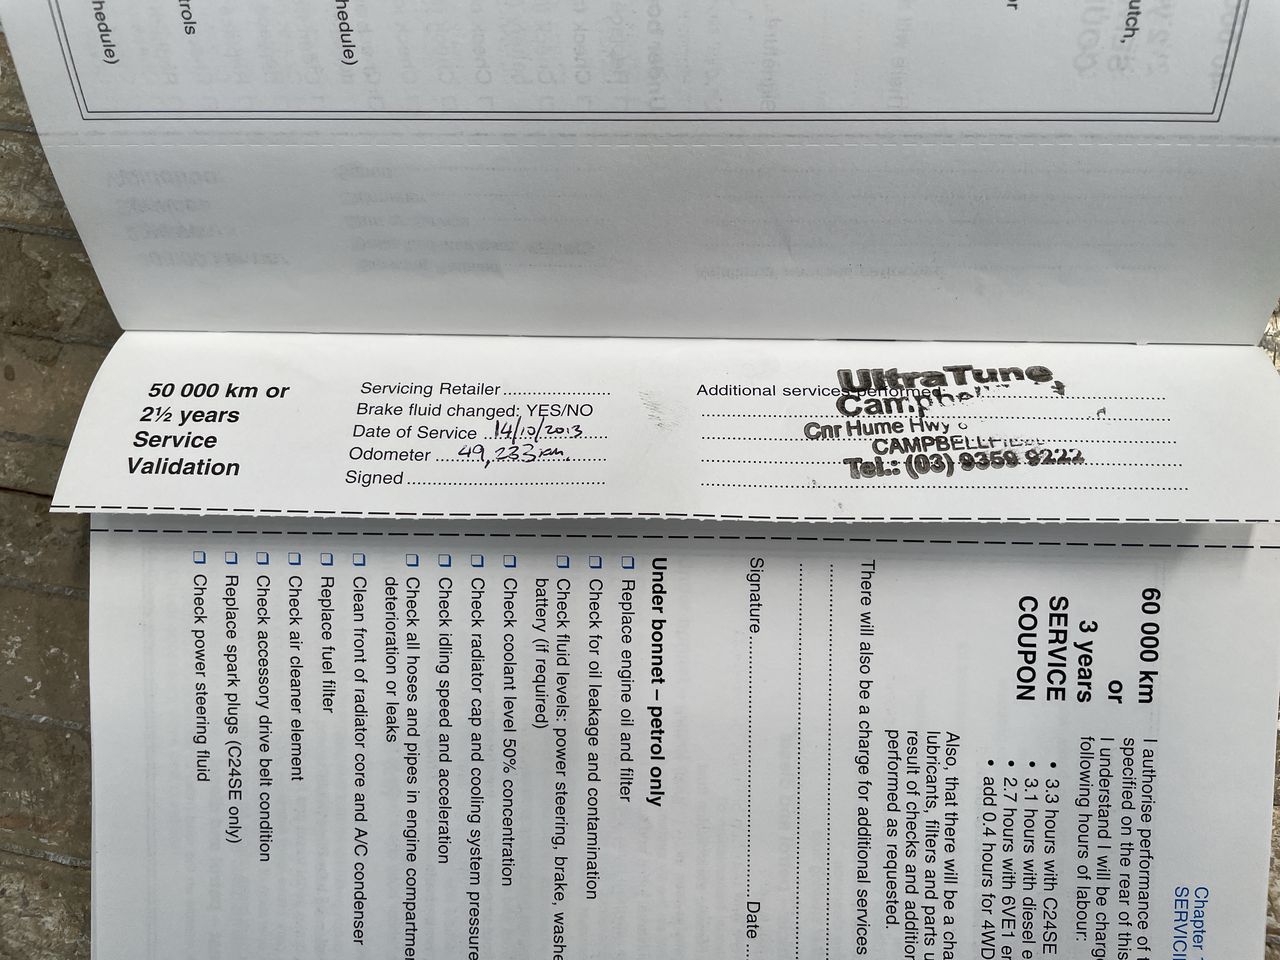 hedule)
trols
hedule)
or
utch,
50 000 km or
2½ years
Service
Validation
Servicing Retailer
Brake fluid changed: YES/NO
Date of Service 14/10/2013
Odometer 49,233 km.
Signed
Additional services performed:
UltraTune
Cnr Hume Hwy
Tel.: (03) 9359 9222
Chapter
60 000 km
or
3 years
SERVICE
COUPON
I authorise performance of
specified on the rear of this
I understand I will be
following hours of labour:
• 3.3 hours with C24SE
• 3.1 hours with diesel
• 2.7 hours with 6VE1
• add 0.4 hours for 4WD
Also, that there will be a
lubricants, filters and parts
result of checks and
performed as requested.
There will also be a charge for additional services
Signature Date
Under bonnet – petrol only
❒ Replace engine oil and filter
❒ Check for oil leakage and contamination
❒ Check fluid levels: power steering, brake,
battery (if required)
❒ Check coolant level 50% concentration
❒ Check radiator cap and cooling system pressure
❒ Check idling speed and acceleration
❒ Check all hoses and pipes in engine
deterioration or leaks
❒ Clean front of radiator core and A/C condenser
❒ Replace fuel filter
❒ Check air cleaner element
❒ Check accessory drive belt condition
❒ Replace spark plugs (C24SE only)
❒ Check power steering fluid